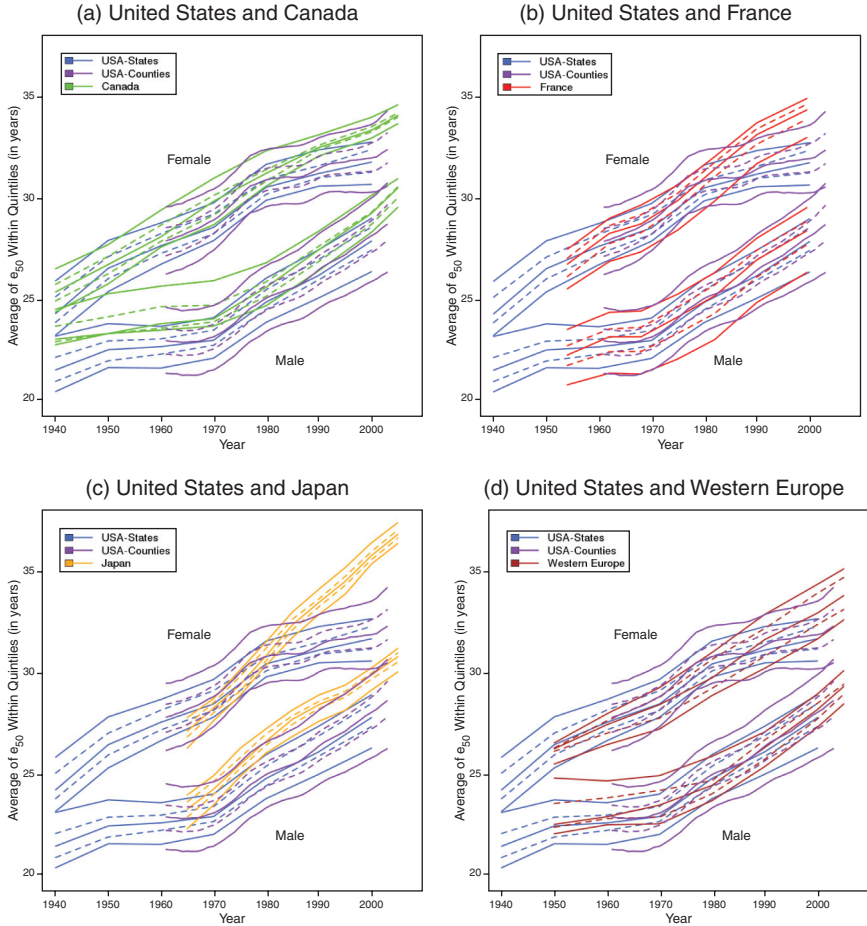 (a) United States and Canada
USA-States
USA-Counties
Canada
Female
Male
Average of e50 Within Quintiles (in years)
35
30
25
20
1940 1950 1960 1970 1980 1990 2000
Year
(b) United States and France
USA-States
USA-Counties
France
Female
Male
Average of e50 Within Quintiles (in years)
35
30
25
20
1940 1950 1960 1970 1980 1990 2000
Year
(c) United States and Japan
USA-States
USA-Counties
Japan
Female
Male
Average of e50 Within Quintiles (in years)
35
30
25
20
1940 1950 1960 1970 1980 1990 2000
Year
(d) United States and Western Europe
USA-States
USA-Counties
Western Europe
Female
Male
Average of e50 Within Quintiles (in years)
35
30
25
20
1940 1950 1960 1970 1980 1990 2000
Year